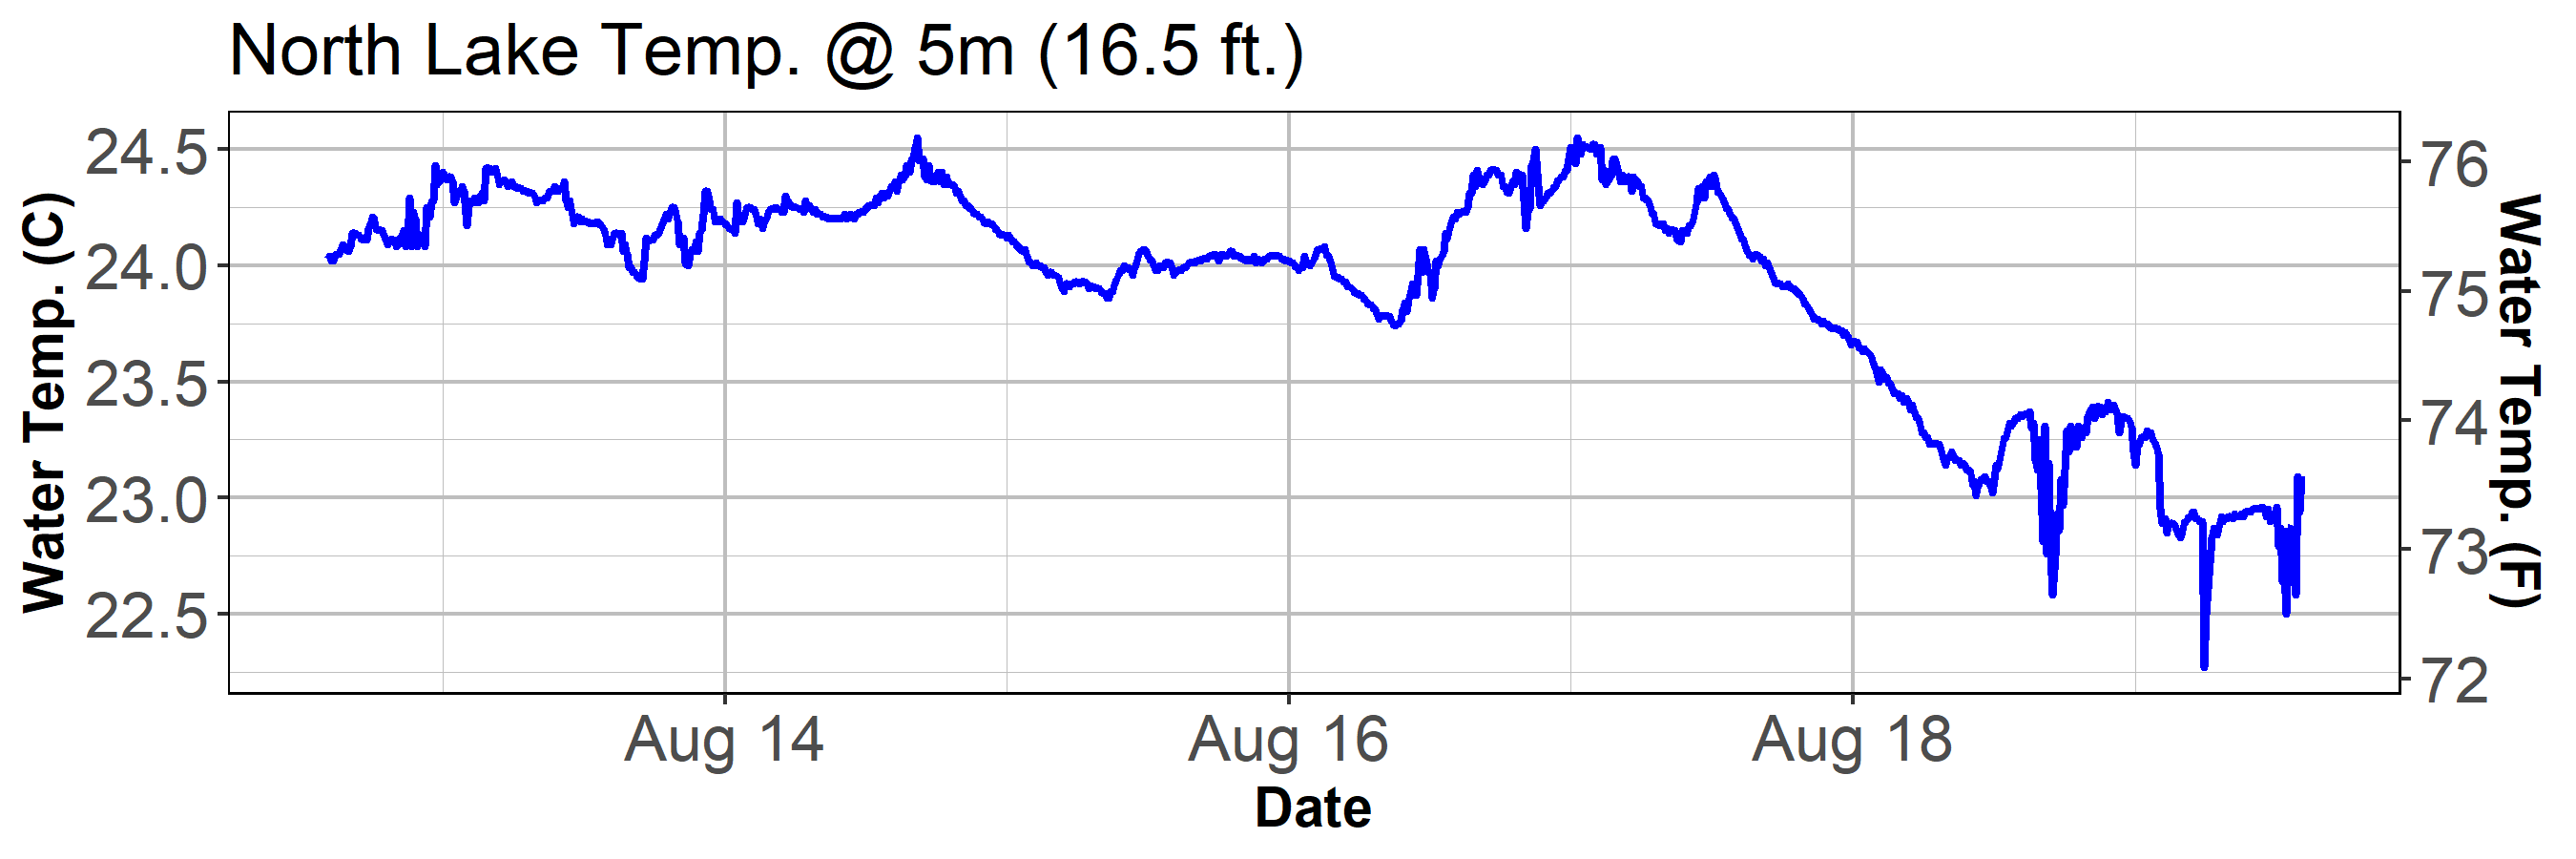 North Lake Temp. @ 5m (16.5 ft.)
Water Temp. (C)
24.5
24.0
23.5
23.0
22.5
76
75
74
73
72
Water Temp. (F)
Aug 14
Aug 16
Aug 18
Date